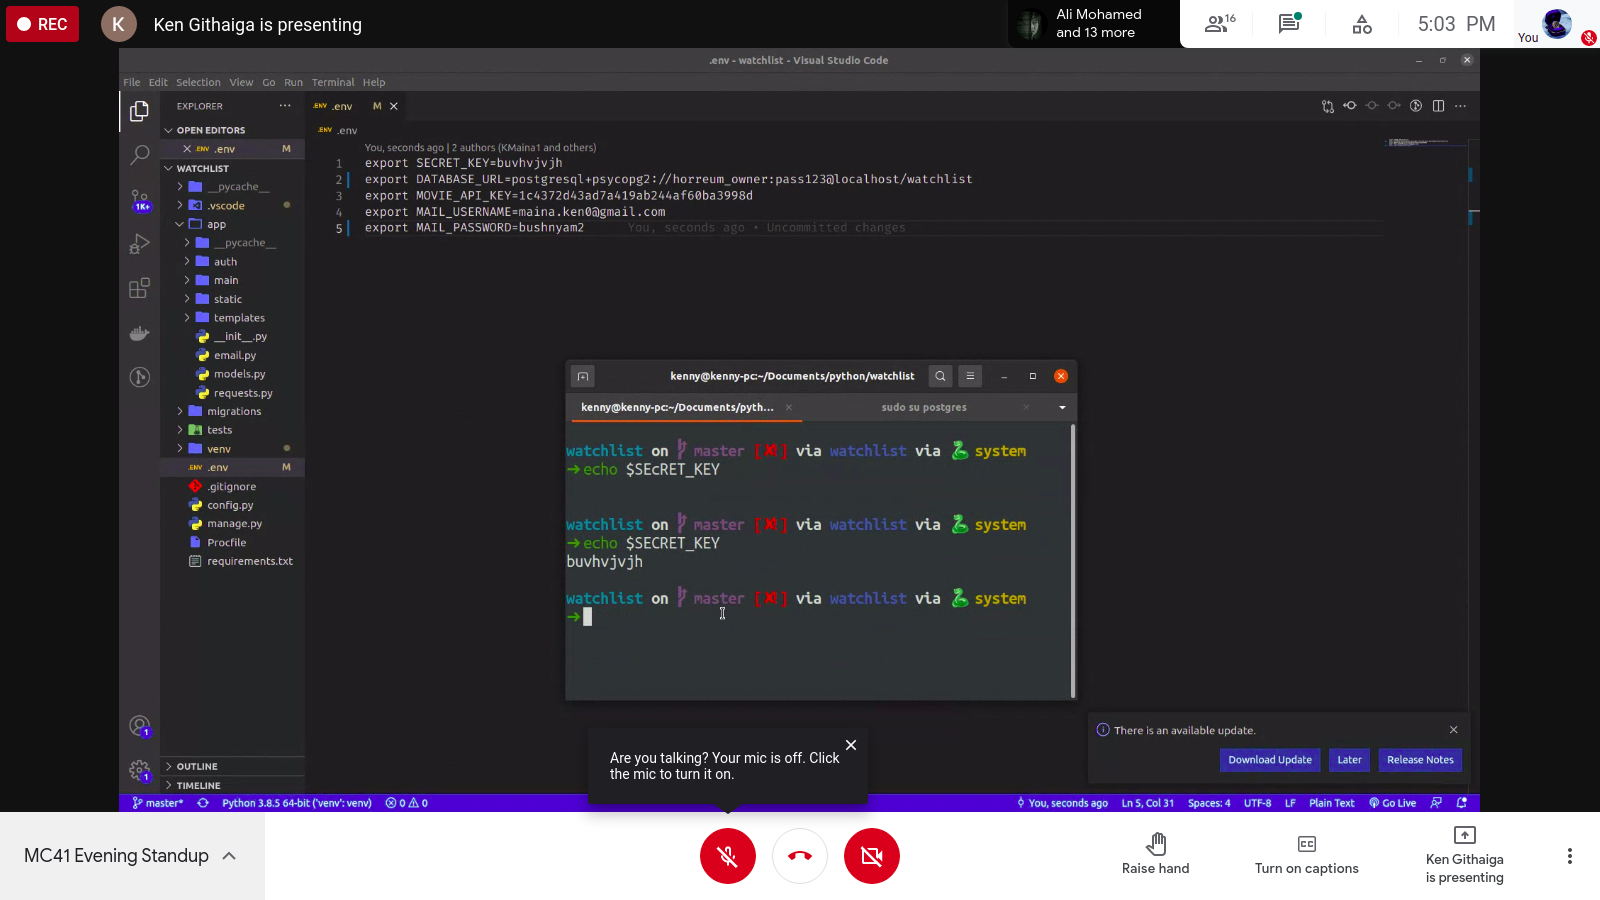 REC
K
Ken Githaiga is presenting
Ali Mohamed
and 13 more
16
5:03 PM
You
.env - watchlist - Visual Studio Code
File Edit Selection View Go Run Terminal Help
EXPLORER
.ENV .env M
OPEN EDITORS
.ENV .env
.ENV .env M
You, seconds ago | 2 authors (KMaina1 and others)
WATCHLIST
1 export SECRET_KEY=buvhvjvjh
2 export DATABASE_URL=postgresql+psycopg2://horreum_owner:pass123@localhost/watchlist
3 export MOVIE_API_KEY=1c4372d43ad7a419ab244af60ba3998d
4 export MAIL_USERNAME=maina.ken0@gmail.com
5 export MAIL_PASSWORD=bushnyam2 You, seconds ago • Uncommitted changes
__pycache__
.vscode
1K+
app
__pycache__
auth
main
static
templates
__init__.py
email.py
models.py
requests.py
migrations
tests
venv
.ENV .env M
.gitignore
config.py
manage.py
Procfile
requirements.txt
OUTLINE
TIMELINE
1
1
kenny@kenny-pc:~/Documents/python/watchlist
kenny@kenny-pc:~/Documents/pyth...
sudo su postgres
watchlist on master [✘!] via watchlist via 🐍 system
➜ echo $SEcRET_KEY
watchlist on master [✘!] via watchlist via 🐍 system
➜ echo $SECRET_KEY
buvhvjvjh
watchlist on master [✘!] via watchlist via 🐍 system
➜
There is an available update.
Download Update
Later
Release Notes
Are you talking? Your mic is off. Click
the mic to turn it on.
master* Python 3.8.5 64-bit ('venv': venv) 0 0
You, seconds ago Ln 5, Col 31 Spaces: 4 UTF-8 LF Plain Text Go Live
MC41 Evening Standup
Raise hand
Turn on captions
Ken Githaiga
is presenting